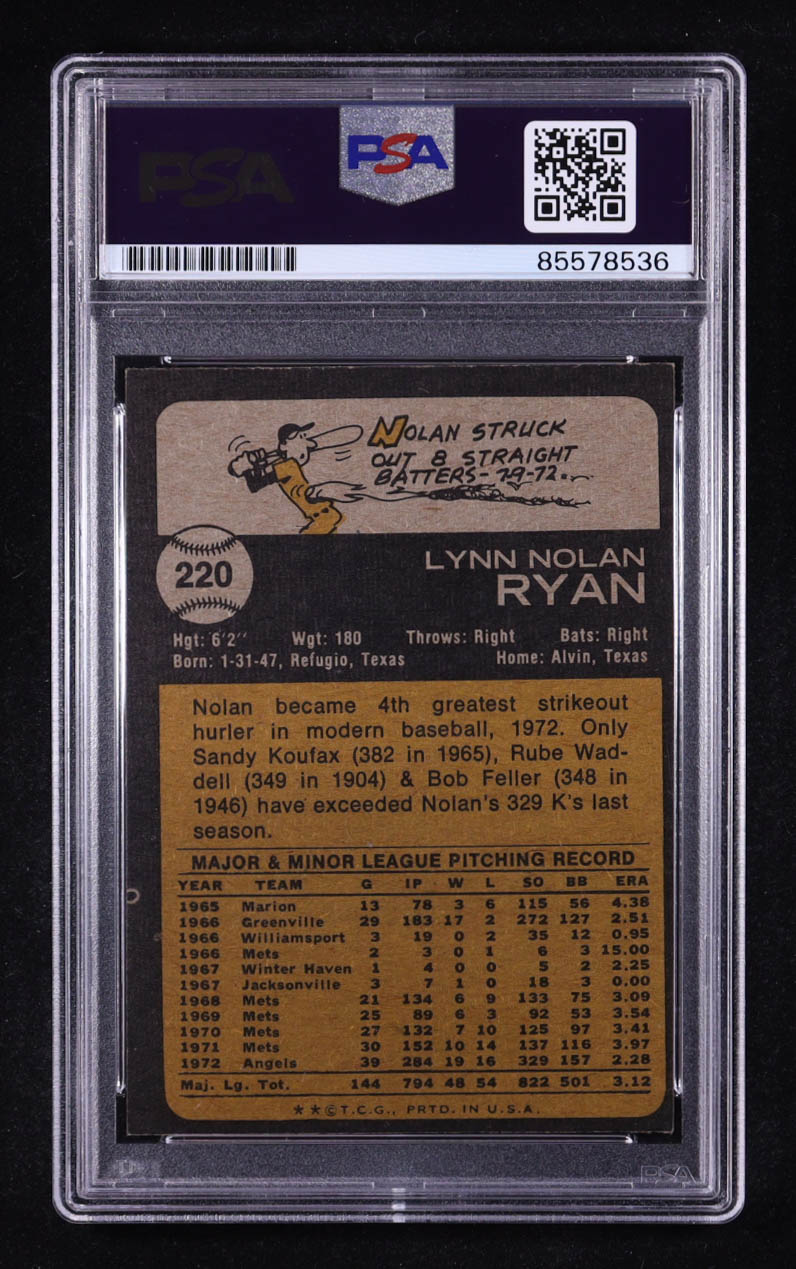 PSA
PSA
85578536
NOLAN STRUCK
OUT 8 STRAIGHT
BATTERS - 7-9-72...
220
LYNN NOLAN
RYAN
Hgt: 6'2" Wgt: 180 Throws: Right Bats: Right
Born: 1-31-47, Refugio, Texas Home: Alvin, Texas
Nolan became 4th greatest strikeout
hurler in modern baseball, 1972. Only
Sandy Koufax (382 in 1965), Rube Wad-
dell (349 in 1904) & Bob Feller (348 in
1946) have exceeded Nolan's 329 K's last
season.
MAJOR & MINOR LEAGUE PITCHING RECORD
YEAR TEAM G IP W L SO BB ERA
1965 Marion 13 78 3 6 115 56 4.38
1966 Greenville 29 183 17 2 272 127 2.51
1966 Williamsport 3 19 0 2 35 12 0.95
1966 Mets 2 3 0 1 6 3 15.00
1967 Winter Haven 1 4 0 0 5 2 2.25
1967 Jacksonville 3 7 1 0 18 3 0.00
1968 Mets 21 134 6 9 133 75 3.09
1969 Mets 25 89 6 3 92 53 3.54
1970 Mets 27 132 7 10 125 97 3.41
1971 Mets 30 152 10 14 137 116 3.97
1972 Angels 39 284 19 16 329 157 2.28
Maj. Lg. Tot. 144 794 48 54 822 501 3.12
★★©T.C.G., PRTD. IN U.S.A.
PSA